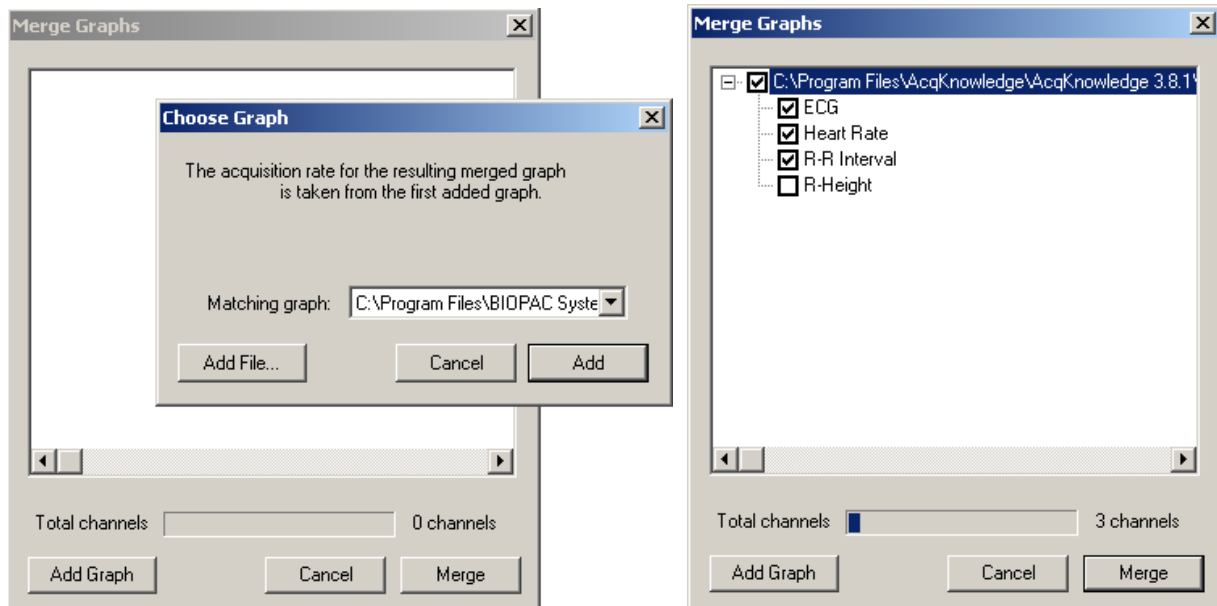 Merge Graphs
Choose Graph
The acquisition rate for the resulting merged graph
is taken from the first added graph.
Matching graph: C:\Program Files\BIOPAC Syste
Add File... Cancel Add
Total channels 0 channels
Add Graph Cancel Merge
Merge Graphs
C:\Program Files\AcqKnowledge\AcqKnowledge 3.8.1\
ECG
Heart Rate
R-R Interval
R-Height
Total channels 3 channels
Add Graph Cancel Merge